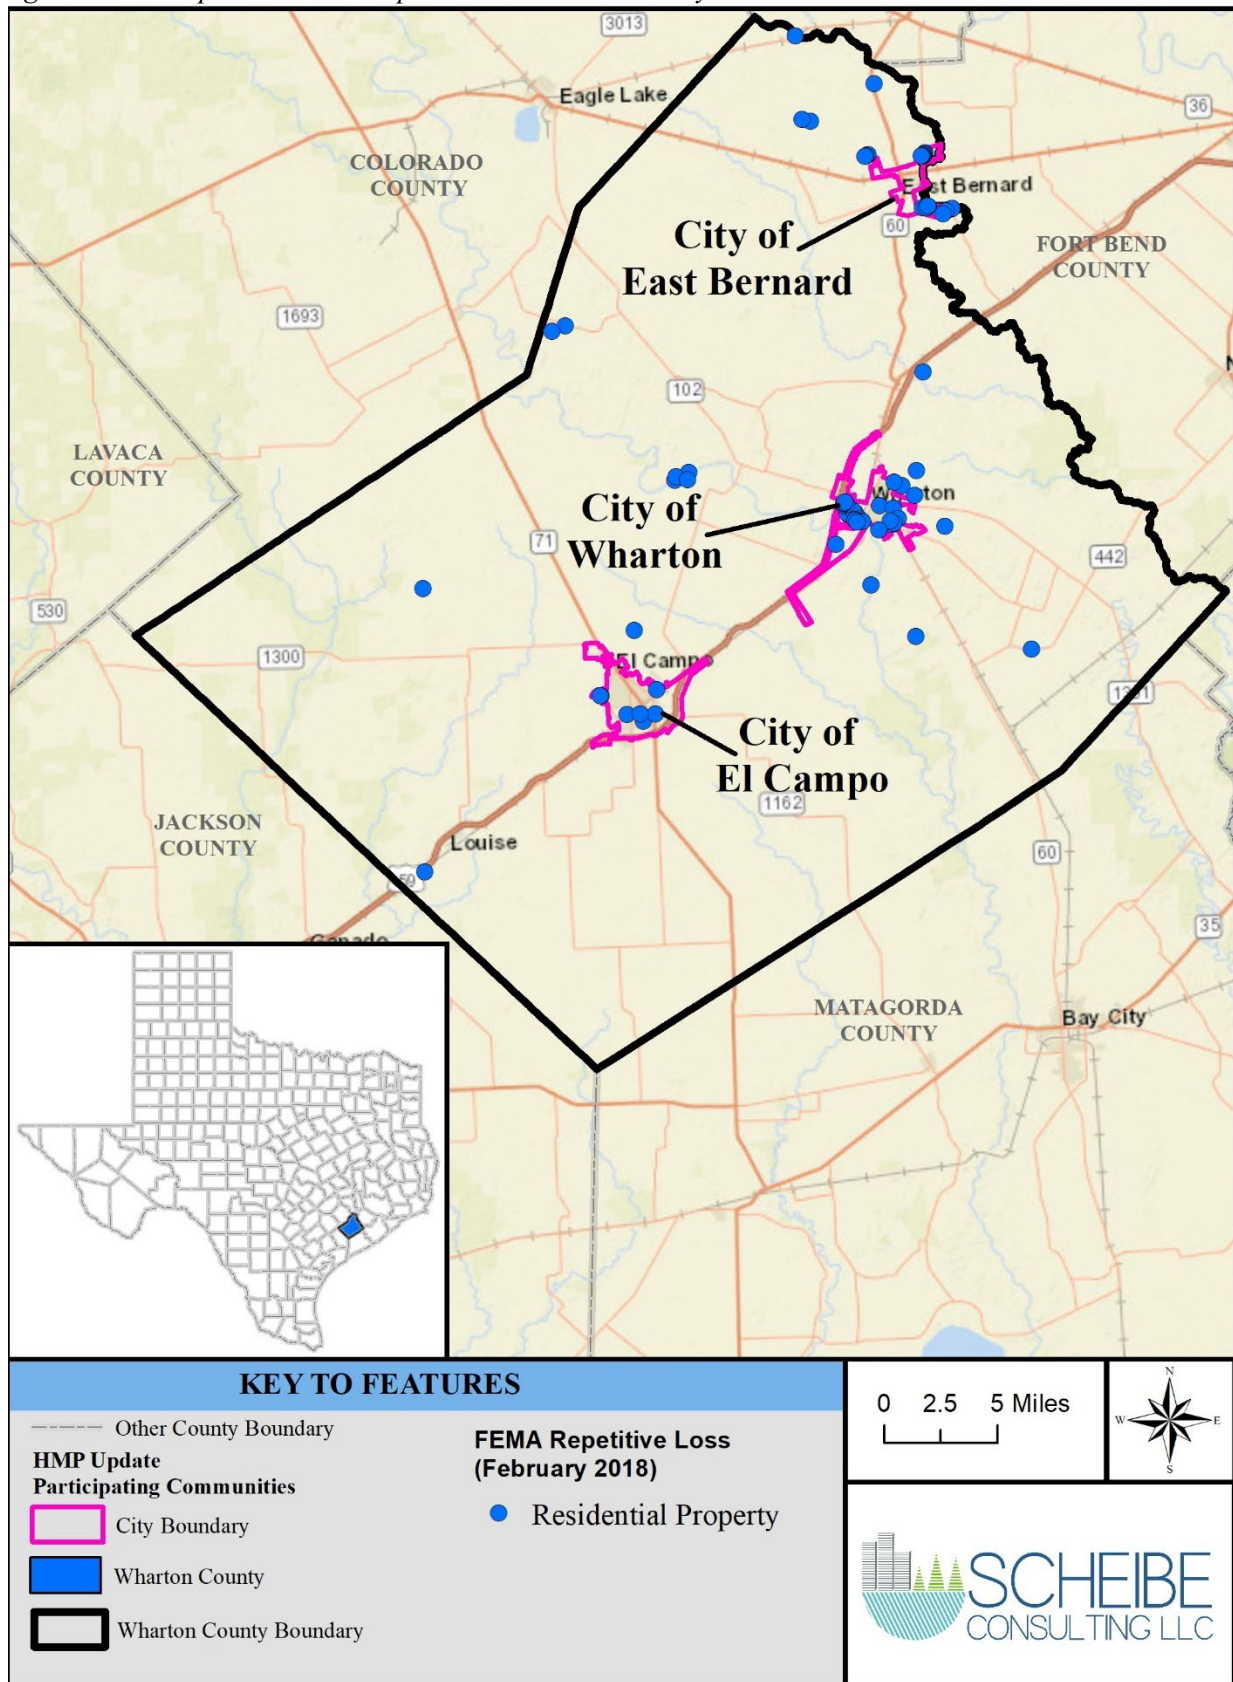 3013
Eagle Lake
36
COLORADO
COUNTY
East Bernard
60
City of
East Bernard
FORT BEND
COUNTY
1693
102
LAVACA
COUNTY
Wharton
City of
Wharton
71
442
530
1300
El Campo
City of
El Campo
1162
JACKSON
COUNTY
Louise
60
59
35
Ganado
MATAGORDA
COUNTY
Bay City
KEY TO FEATURES
Other County Boundary
HMP Update
Participating Communities
City Boundary
Wharton County
Wharton County Boundary
FEMA Repetitive Loss
(February 2018)
Residential Property
0 2.5 5 Miles
N
W E
S
SCHEIBE
CONSULTING LLC